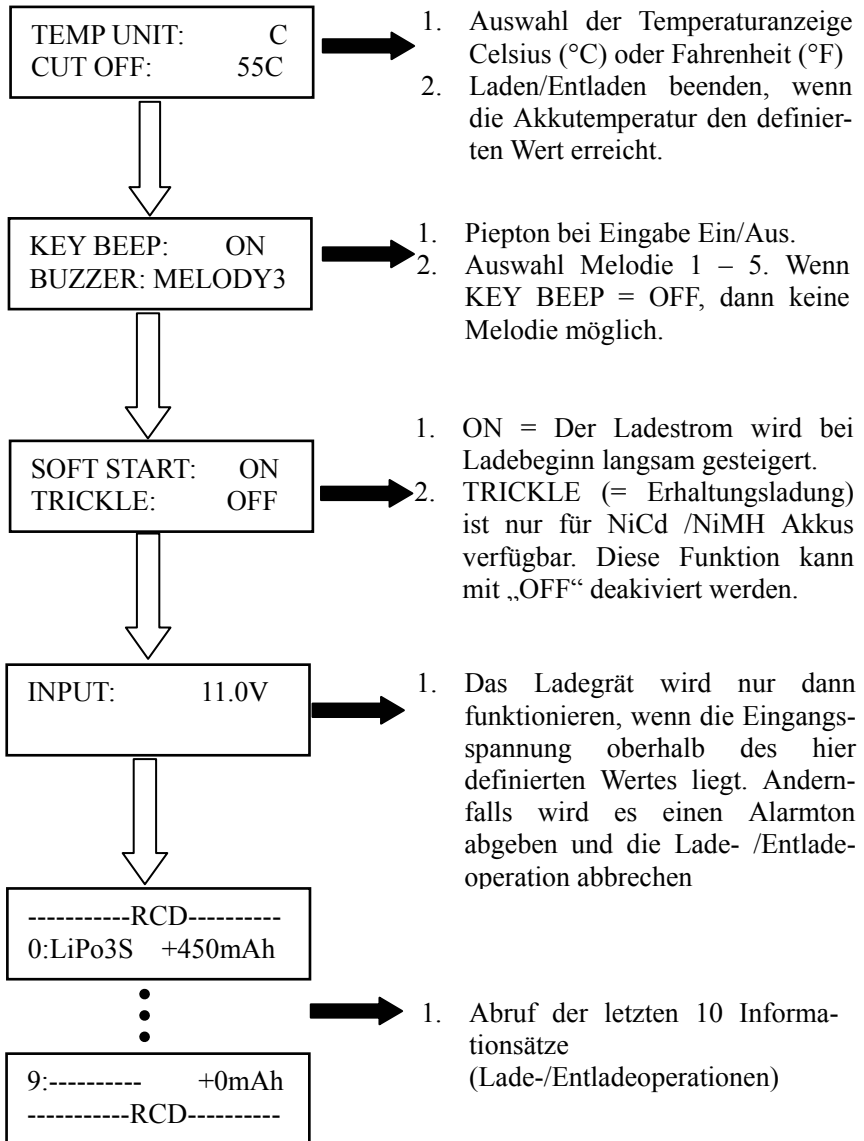 TEMP UNIT: C
CUT OFF: 55C
1. Auswahl der Temperaturanzeige
Celsius (°C) oder Fahrenheit (°F)
2. Laden/Entladen beenden, wenn
die Akkutemperatur den definier-
ten Wert erreicht.
KEY BEEP: ON
BUZZER: MELODY3
1. Piepton bei Eingabe Ein/Aus.
2. Auswahl Melodie 1 – 5. Wenn
KEY BEEP = OFF, dann keine
Melodie möglich.
SOFT START: ON
TRICKLE: OFF
1. ON = Der Ladestrom wird bei
Ladebeginn langsam gesteigert.
2. TRICKLE (= Erhaltungsladung)
ist nur für NiCd /NiMH Akkus
verfügbar. Diese Funktion kann
mit „OFF“ deakiviert werden.
INPUT: 11.0V
1. Das Ladegrät wird nur dann
funktionieren, wenn die Eingangs-
spannung oberhalb des hier
definierten Wertes liegt. Andern-
falls wird es einen Alarmton
abgeben und die Lade- /Entlade-
operation abbrechen
-----------RCD----------
0:LiPo3S +450mAh
9:---------- +0mAh
-----------RCD----------
1. Abruf der letzten 10 Informa-
tionsätze
(Lade-/Entladeoperationen)